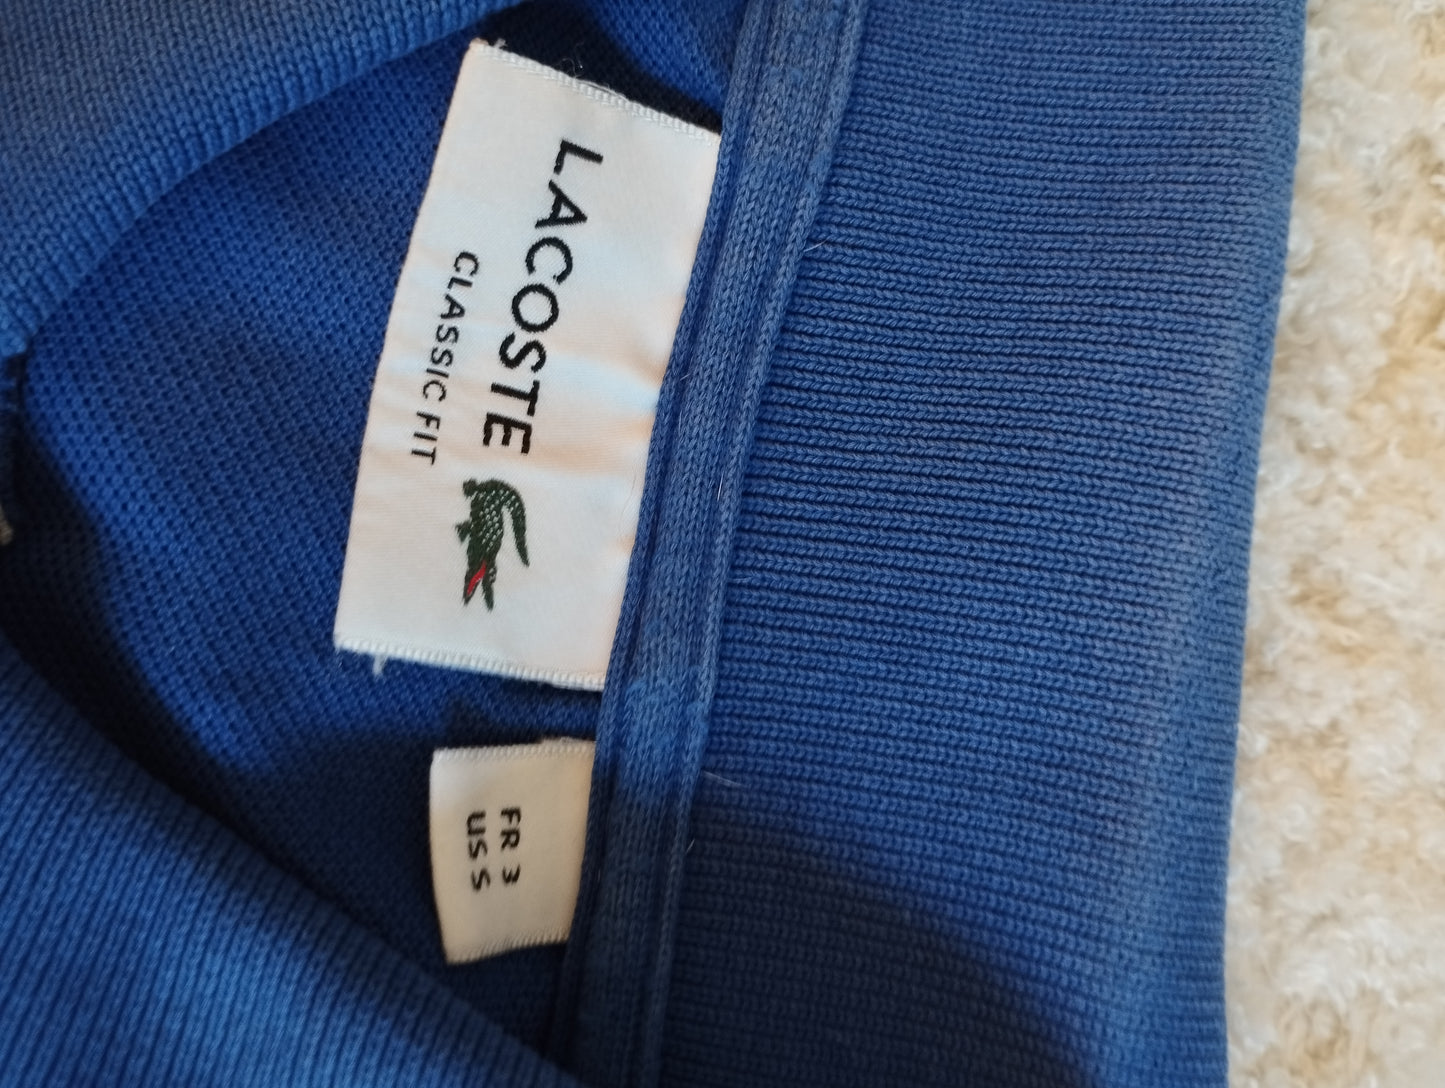 LACOSTE
CLASSIC FIT
FR 3
US S